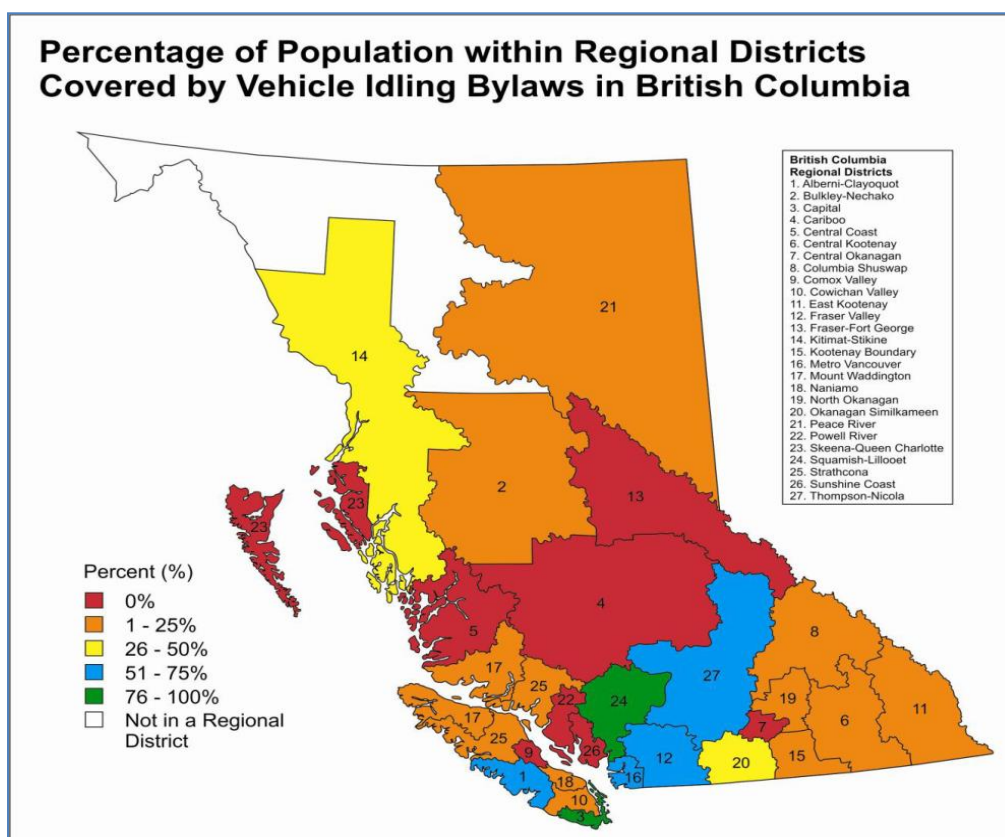 Percentage of Population within Regional Districts
Covered by Vehicle Idling Bylaws in British Columbia
British Columbia
Regional Districts
1. Alberni-Clayoquot
2. Bulkley-Nechako
3. Capital
4. Cariboo
5. Central Coast
6. Central Kootenay
7. Central Okanagan
8. Columbia Shuswap
9. Comox Valley
10. Cowichan Valley
11. East Kootenay
12. Fraser Valley
13. Fraser-Fort George
14. Kitimat-Stikine
15. Kootenay Boundary
16. Metro Vancouver
17. Mount Waddington
18. Naniamo
19. North Okanagan
20. Okanagan Similkameen
21. Peace River
22. Powell River
23. Skeena-Queen Charlotte
24. Squamish-Lillooet
25. Strathcona
26. Sunshine Coast
27. Thompson-Nicola
21
14
2
23
23
13
4
5
8
17
25
27
22
24
19
11
6
17
7
25
9
26
12
20
15
1
16
18
10
3
Percent (%)
0%
1 - 25%
26 - 50%
51 - 75%
76 - 100%
Not in a Regional
District